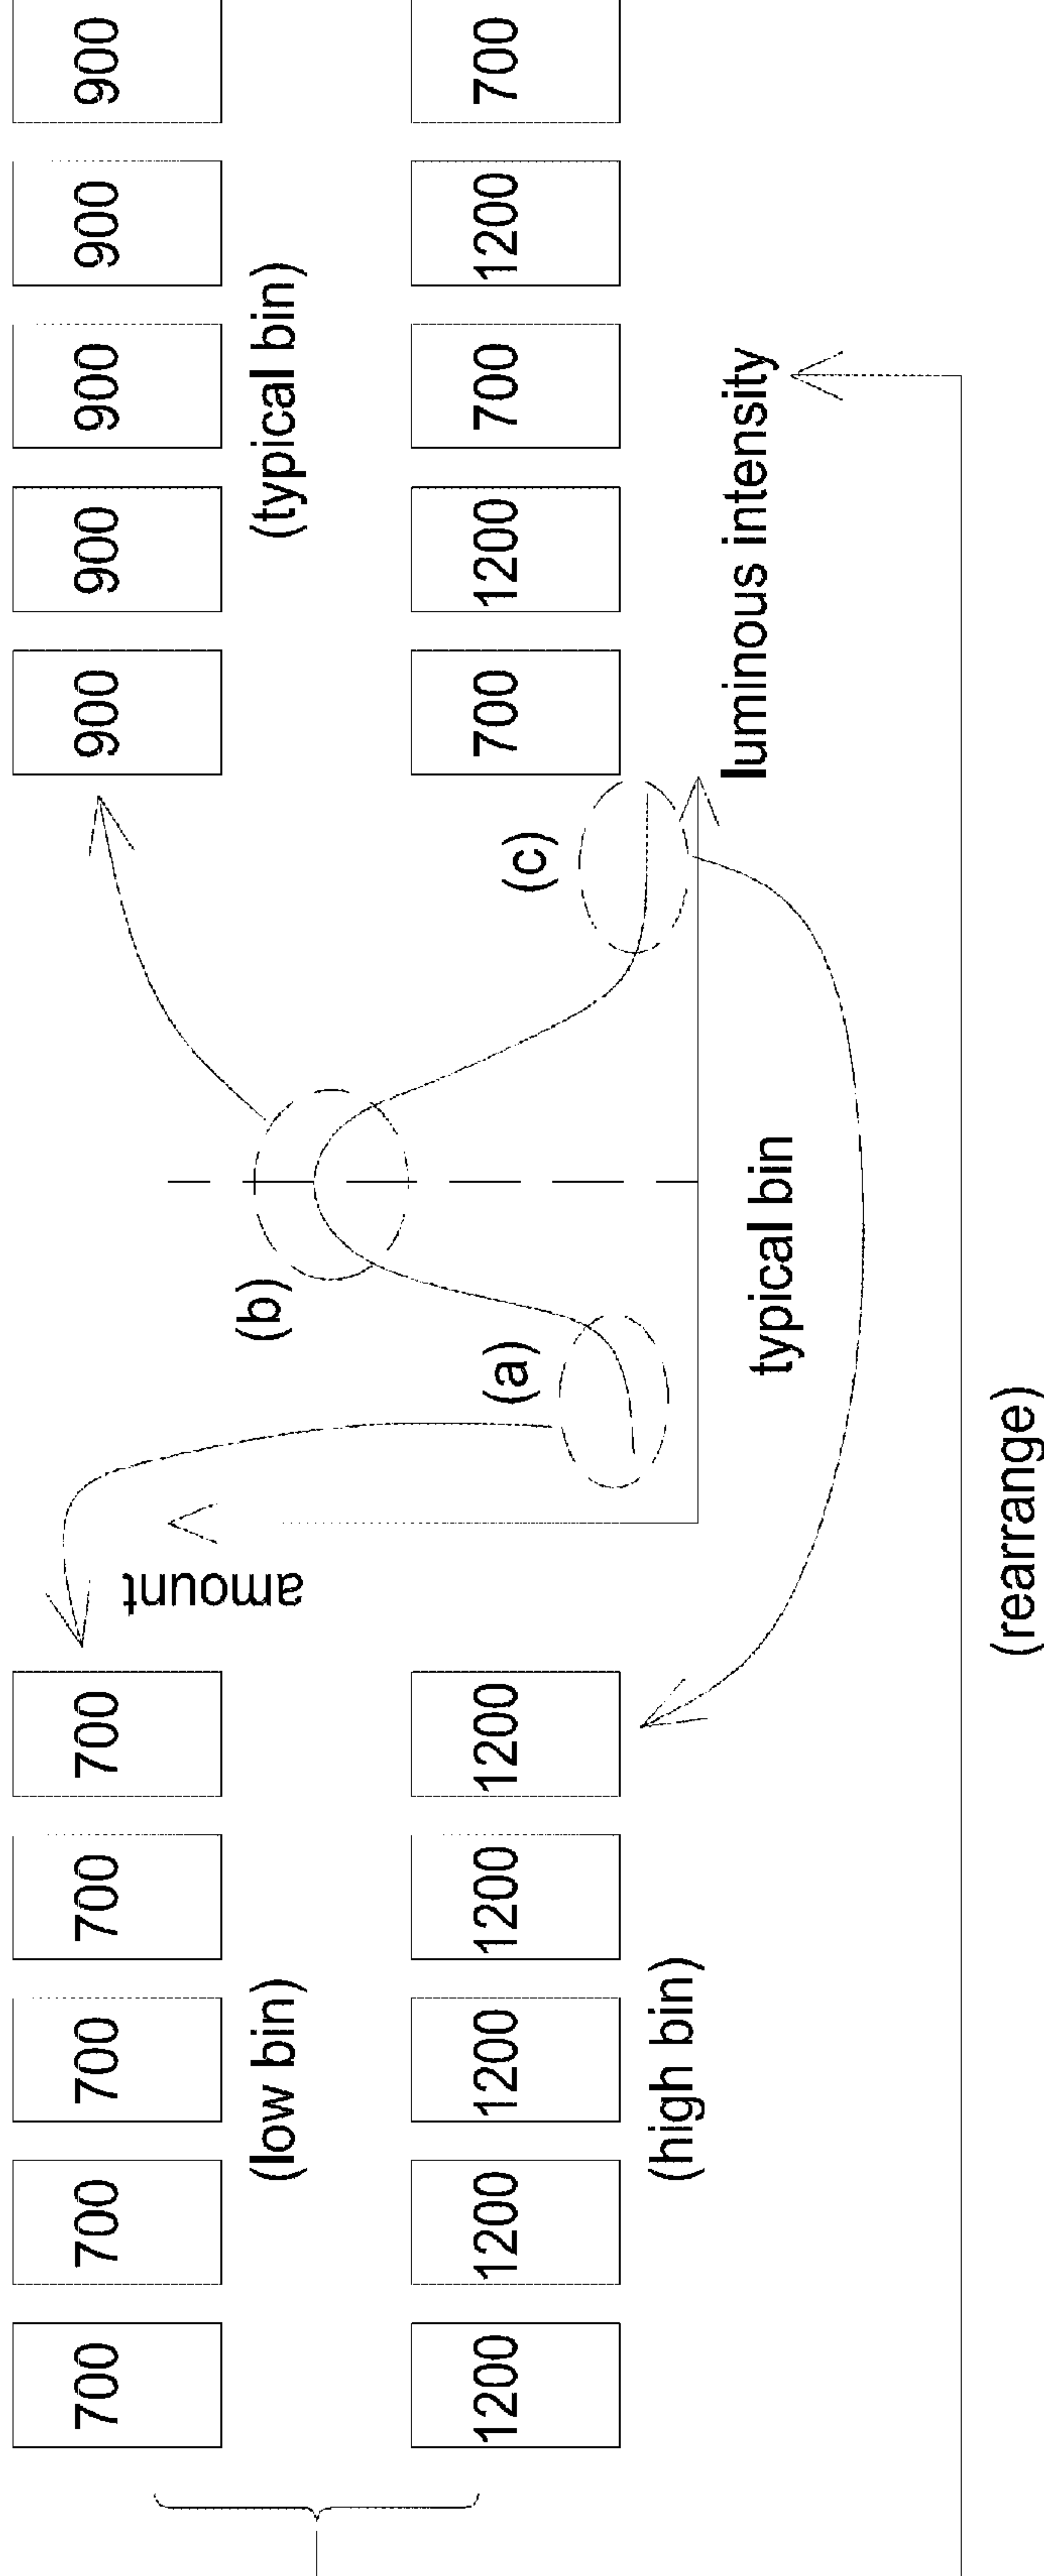 700 700 700 700 700
(low bin)
1200 1200 1200 1200 1200
(high bin)
amount
(a)
(b)
(c)
typical bin
luminous intensity
900 900 900 900 900
(typical bin)
700 1200 700 1200 700
(rearrange)